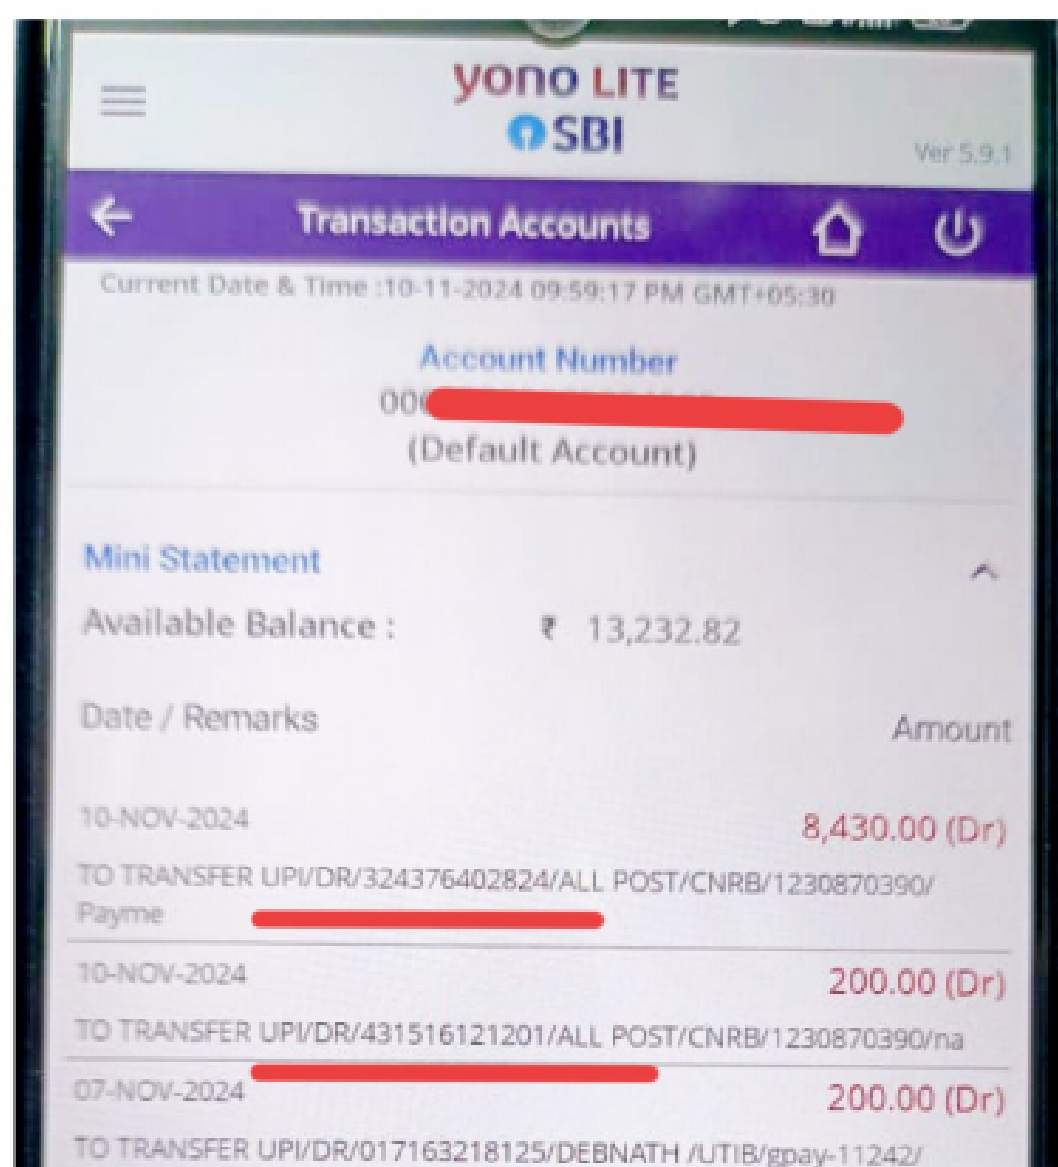 yono LITE
SBI
Ver 5.9.1
Transaction Accounts
Current Date & Time :10-11-2024 09:59:17 PM GMT+05:30
Account Number
00
(Default Account)
Mini Statement
Available Balance : ₹ 13,232.82
Date / Remarks Amount
10-NOV-2024 8,430.00 (Dr)
TO TRANSFER UPI/DR/324376402824/ALL POST/CNRB/1230870390/
Payme
10-NOV-2024 200.00 (Dr)
TO TRANSFER UPI/DR/431516121201/ALL POST/CNRB/1230870390/na
07-NOV-2024 200.00 (Dr)
TO TRANSFER UPI/DR/017163218125/DEBNATH /UTIB/gpay-11242/